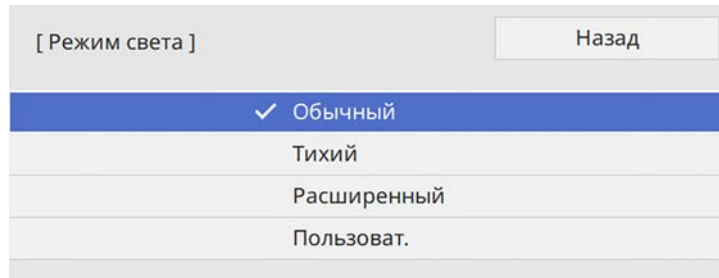 [ Режим света ]
Назад
Обычный
Тихий
Расширенный
Пользоват.